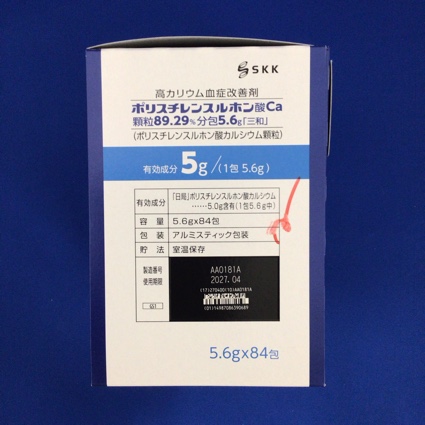 SKK
高カリウム血症改善剤
ポリスチレンスルホン酸Ca
顆粒89.29%分包5.6g「三和」
(ポリスチレンスルホン酸カルシウム顆粒)
有効成分 5g/(1包 5.6g)
有効成分 「日局」ポリスチレンスルホン酸カルシウム
……5.0g含有(1包5.6g中)
容量 5.6g×84包
包装 アルミスティック包装
貯法 室温保存
製造番号 AA0181A
使用期限 2027.04
(17)270400(10)AA0181A
GS1
(01)14987086390689
5.6g×84包